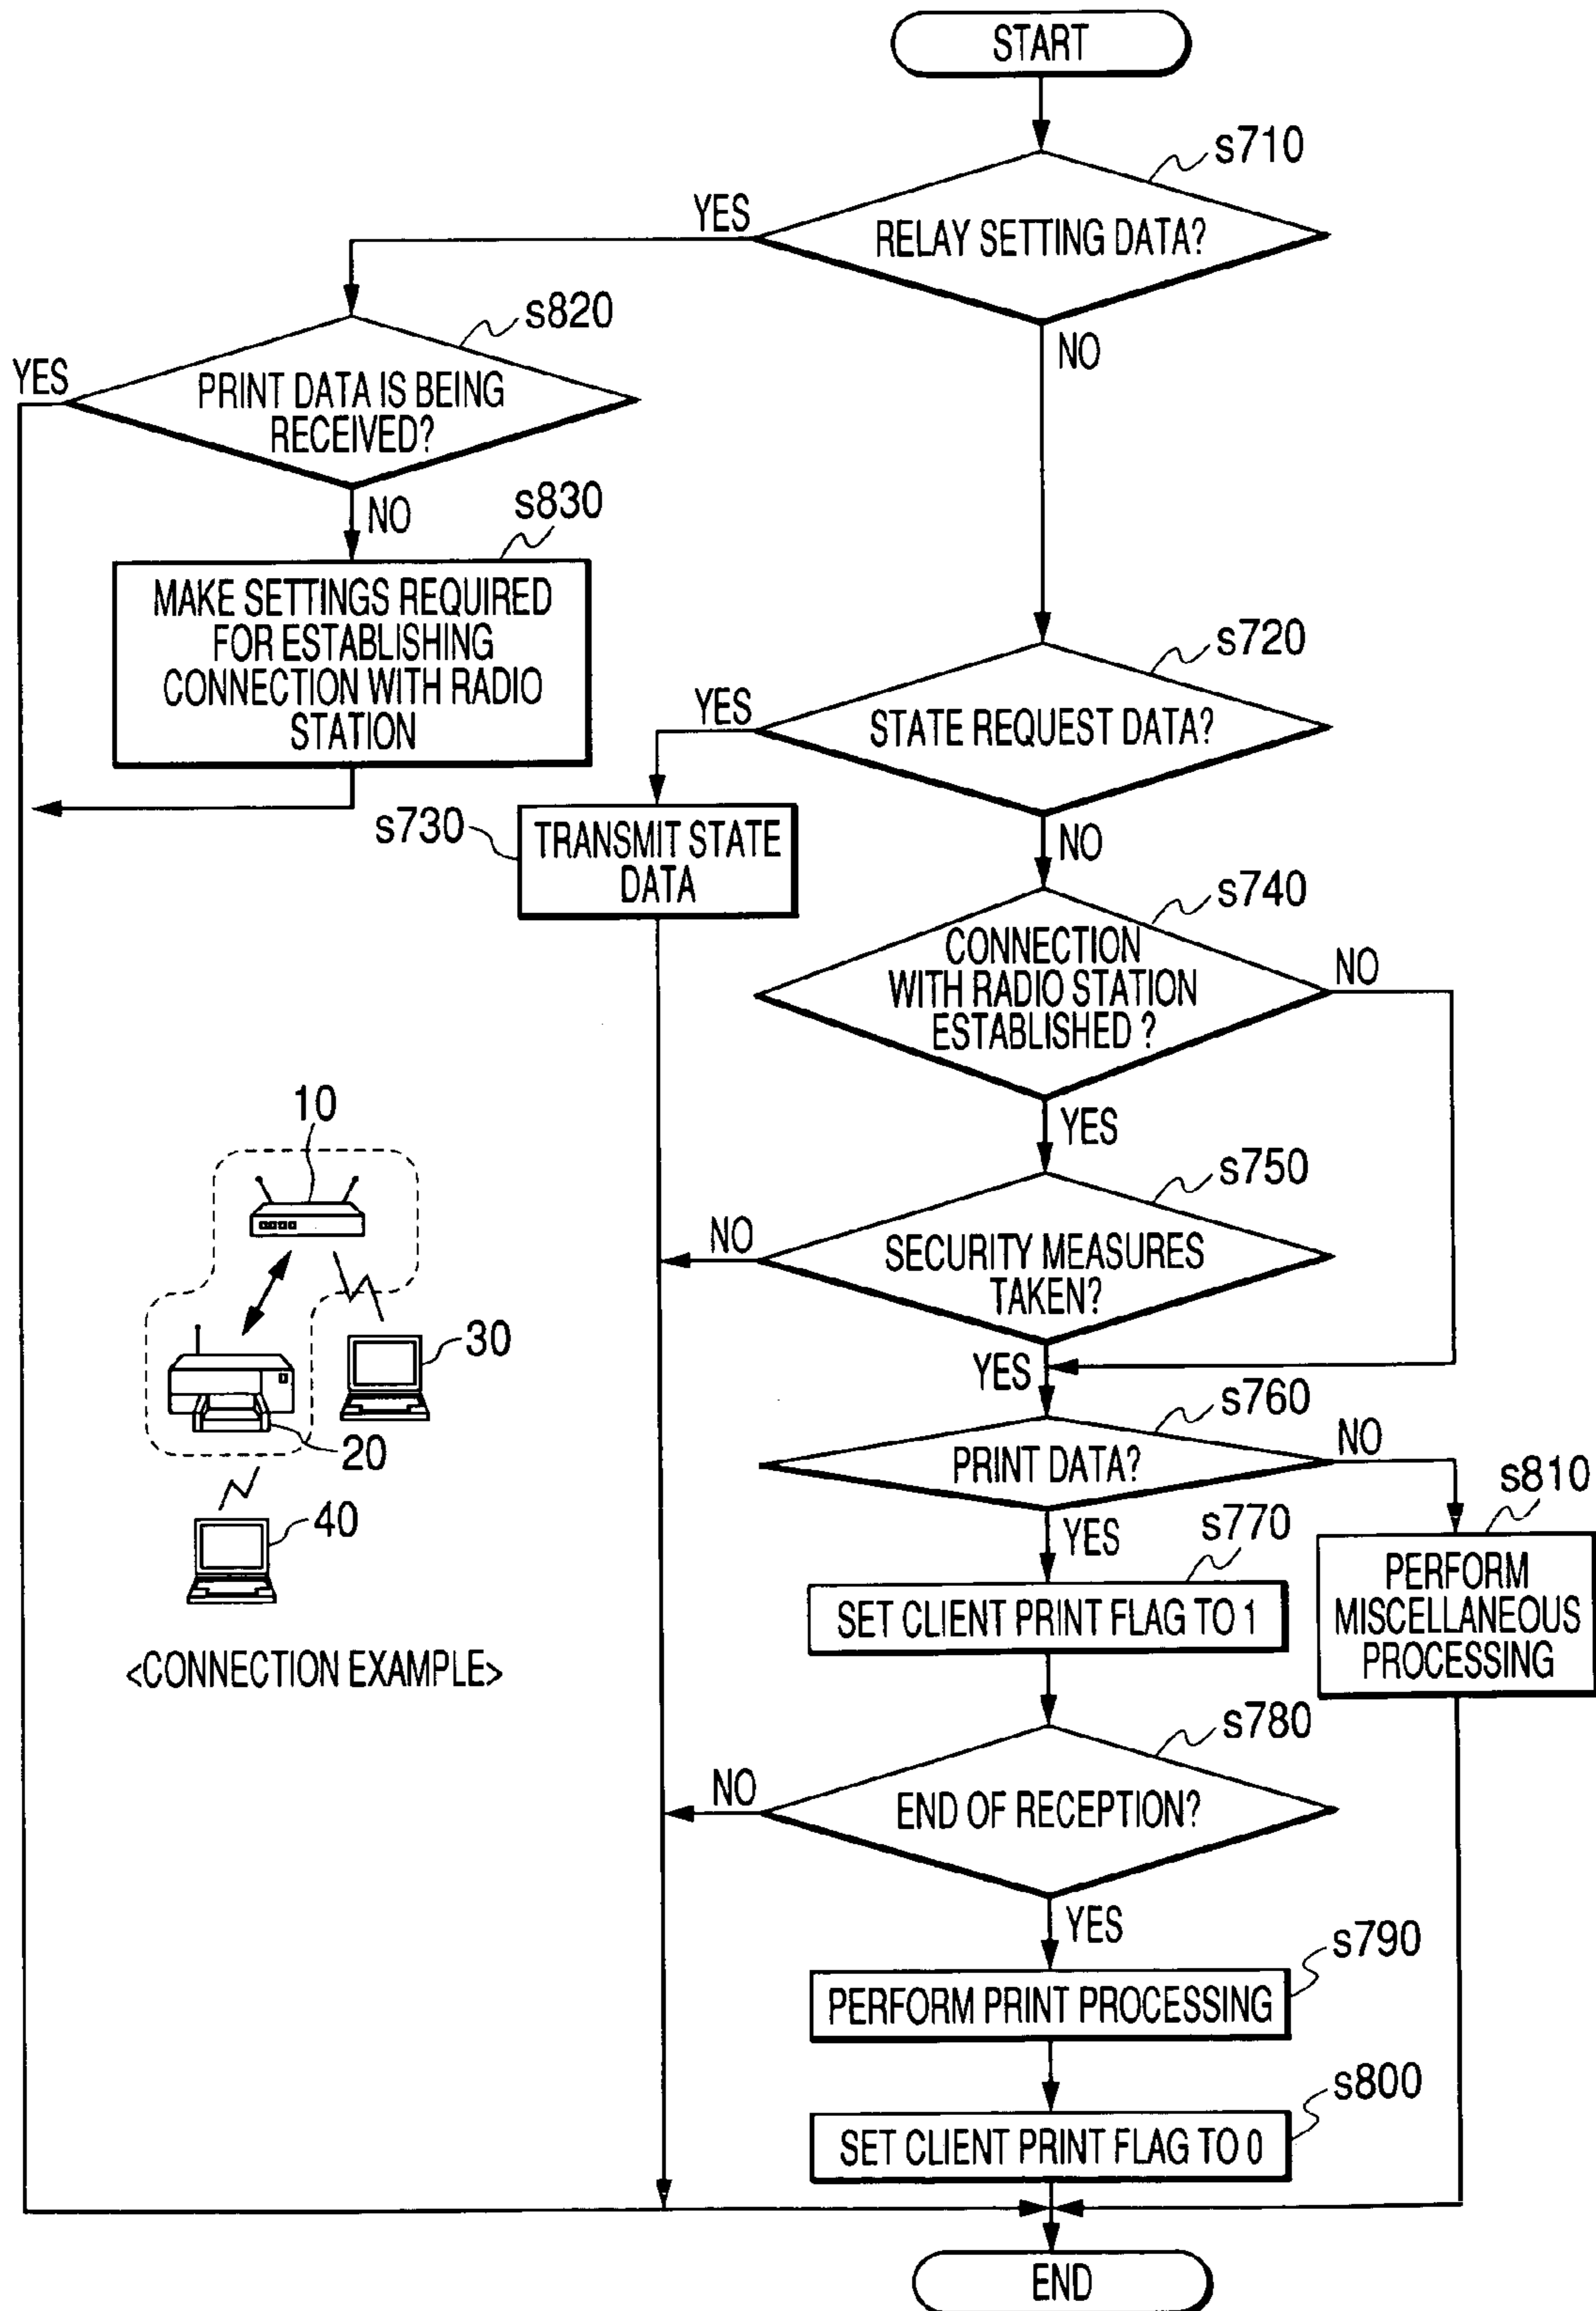 START
s710
YES
RELAY SETTING DATA?
NO
s820
YES
PRINT DATA IS BEING
RECEIVED?
NO
s830
MAKE SETTINGS REQUIRED
FOR ESTABLISHING
CONNECTION WITH RADIO
STATION
s720
YES
STATE REQUEST DATA?
NO
s730
TRANSMIT STATE
DATA
s740
CONNECTION
WITH RADIO STATION
ESTABLISHED ?
NO
YES
s750
NO
SECURITY MEASURES
TAKEN?
YES
10
30
20
40
<CONNECTION EXAMPLE>
s760
PRINT DATA?
NO
YES
s810
PERFORM
MISCELLANEOUS
PROCESSING
s770
SET CLIENT PRINT FLAG TO 1
s780
NO
END OF RECEPTION?
YES
s790
PERFORM PRINT PROCESSING
s800
SET CLIENT PRINT FLAG TO 0
END